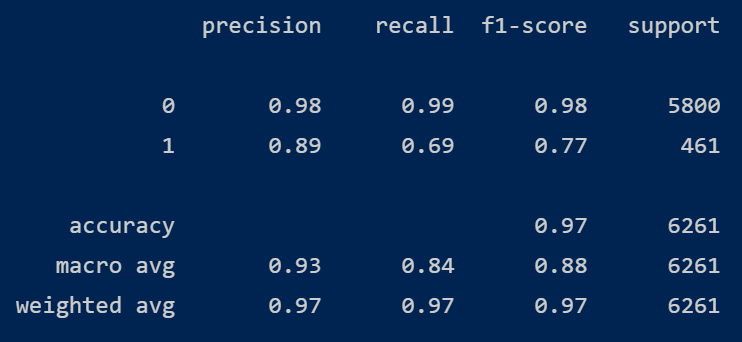 precision recall f1-score support
0 0.98 0.99 0.98 5800
1 0.89 0.69 0.77 461
accuracy 0.97 6261
macro avg 0.93 0.84 0.88 6261
weighted avg 0.97 0.97 0.97 6261